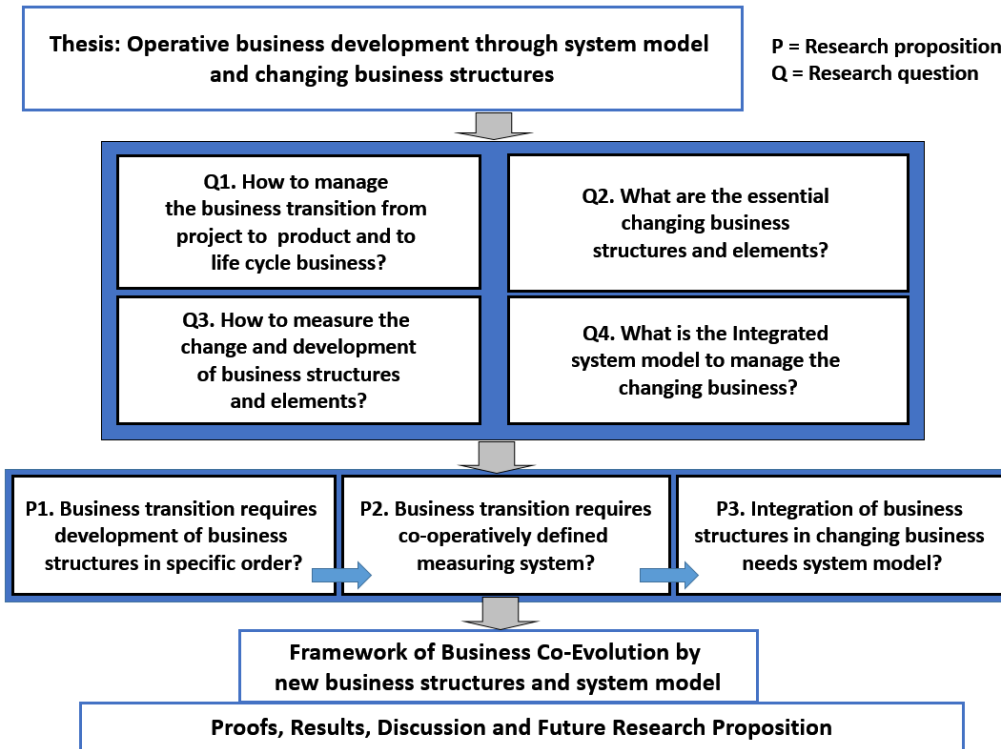 Thesis: Operative business development through system model
and changing business structures
P = Research proposition
Q = Research question
Q1. How to manage
the business transition from
project to product and to
life cycle business?
Q2. What are the essential
changing business
structures and elements?
Q3. How to measure the
change and development
of business structures
and elements?
Q4. What is the Integrated
system model to manage the
changing business?
P1. Business transition requires
development of business
structures in specific order?
P2. Business transition requires
co-operatively defined
measuring system?
P3. Integration of business
structures in changing business
needs system model?
Framework of Business Co-Evolution by
new business structures and system model
Proofs, Results, Discussion and Future Research Proposition